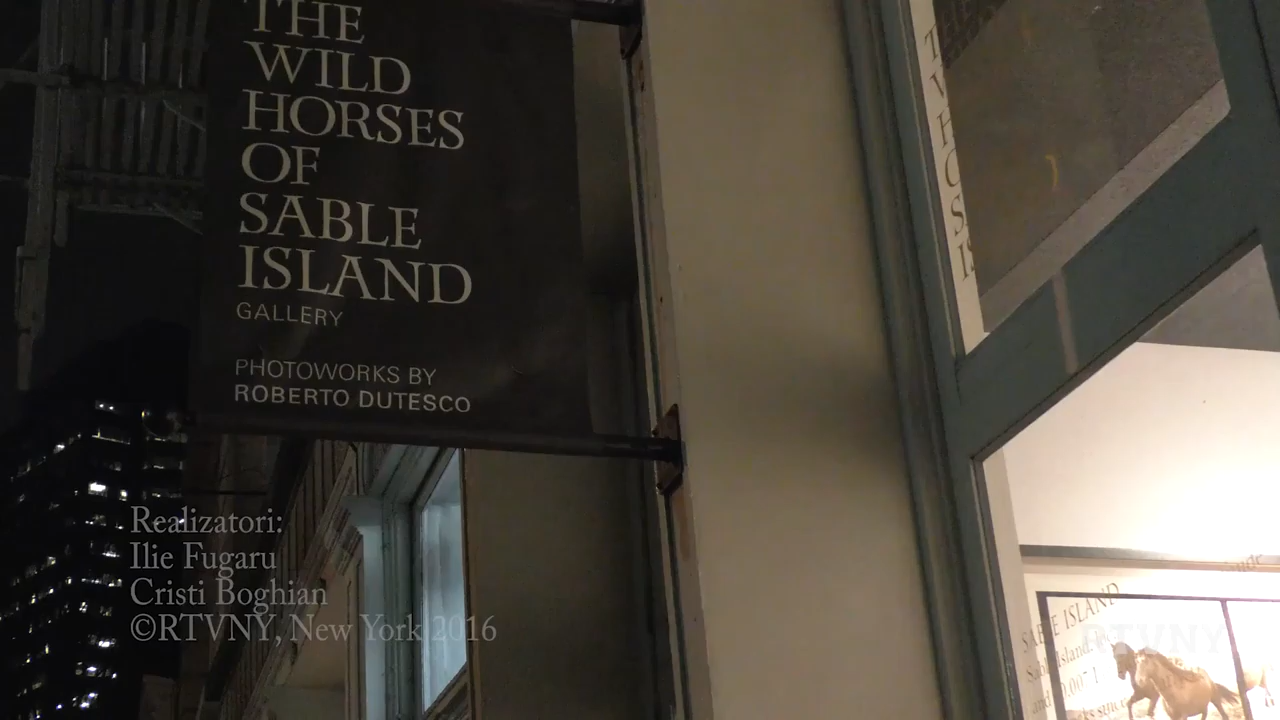 THE
WILD
HORSES
OF
SABLE
ISLAND
GALLERY
PHOTOWORKS BY
ROBERTO DUTESCO
Realizatori:
Ilie Fugaru
Cristi Boghian
©RTVNY, New York 2016
SABLE ISLAND
RTVNY